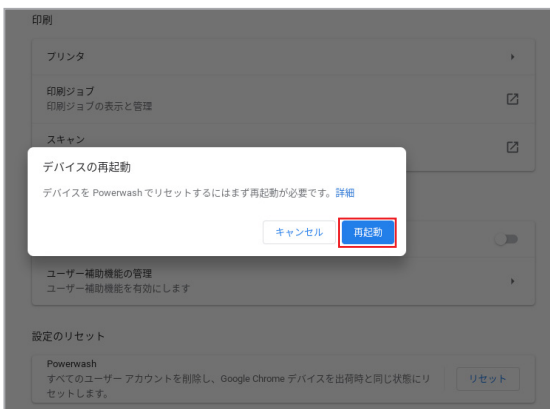 印刷
プリンタ
印刷ジョブ
印刷ジョブの表示と管理
スキャン
デバイスの再起動
デバイスを Powerwash でリセットするにはまず再起動が必要です。詳細
キャンセル
再起動
ユーザー補助機能の管理
ユーザー補助機能を有効にします
設定のリセット
Powerwash
すべてのユーザー アカウントを削除し、Google Chrome デバイスを出荷時と同じ状態にリ
セットします。
リセット